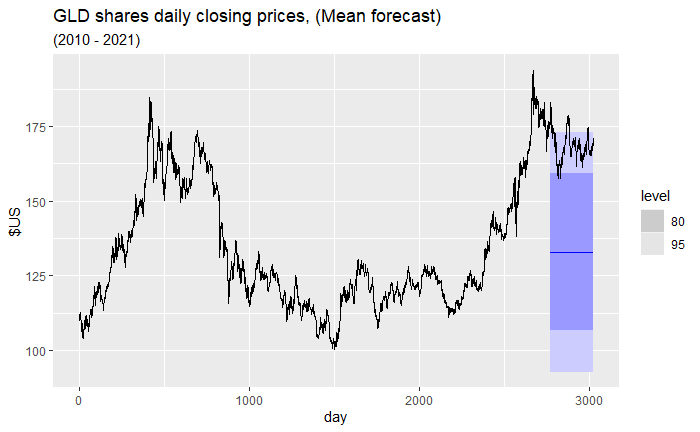 GLD shares daily closing prices, (Mean forecast)
(2010 - 2021)
175
150
125
100
$US
0
1000
2000
3000
day
level
80
95